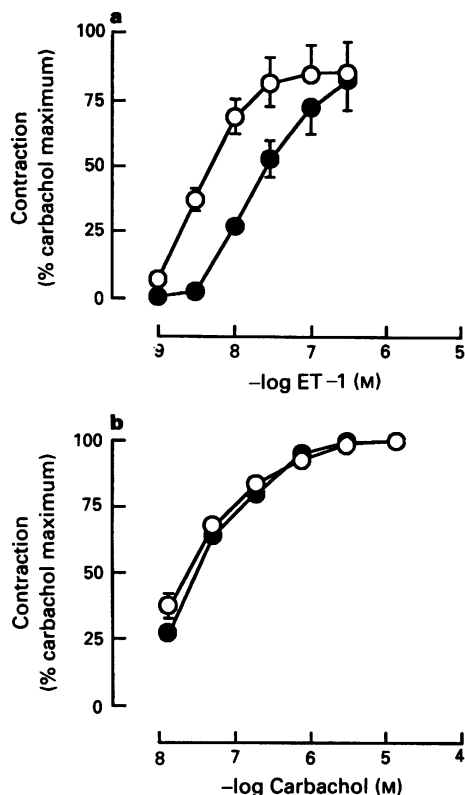 a
100
75
50
25
0
Contraction
(% carbachol maximum)
9 8 7 6 5
–log ET–1 (M)
b
100
75
50
25
0
Contraction
(% carbachol maximum)
8 7 6 5 4
–log Carbachol (M)